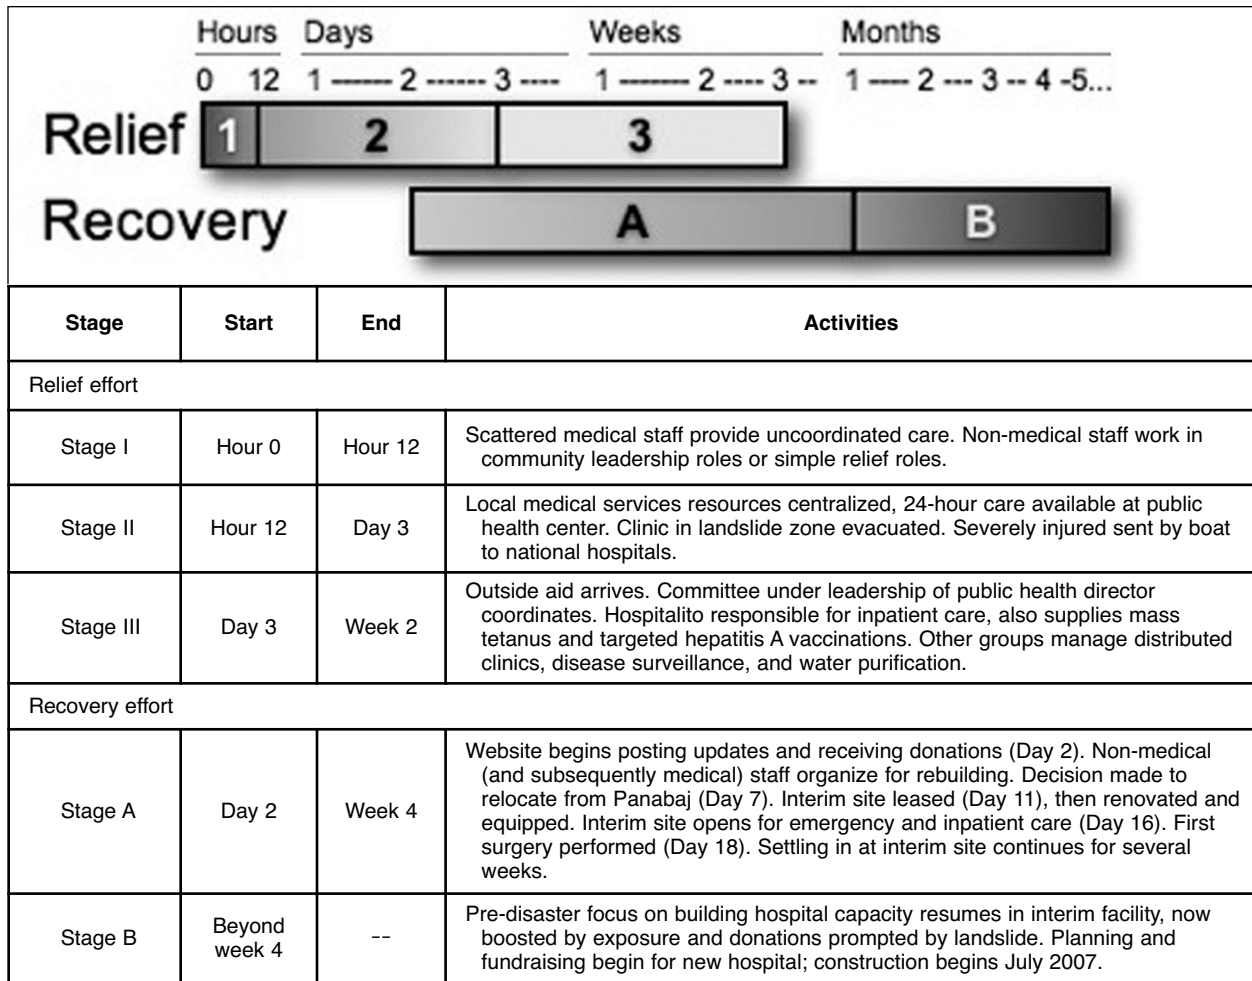 Hours Days Weeks Months
0 12 1 ------- 2 ------ 3 ---- 1 -------- 2 ---- 3 -- 1 ---- 2 --- 3 -- 4 -5...
Relief 1 2 3
Recovery A B
Stage Start End Activities
Relief effort
Stage I Hour 0 Hour 12 Scattered medical staff provide uncoordinated care. Non-medical staff work in
community leadership roles or simple relief roles.
Stage II Hour 12 Day 3 Local medical services resources centralized, 24-hour care available at public
health center. Clinic in landslide zone evacuated. Severely injured sent by boat
to national hospitals.
Stage III Day 3 Week 2 Outside aid arrives. Committee under leadership of public health director
coordinates. Hospitalito responsible for inpatient care, also supplies mass
tetanus and targeted hepatitis A vaccinations. Other groups manage distributed
clinics, disease surveillance, and water purification.
Recovery effort
Stage A Day 2 Week 4 Website begins posting updates and receiving donations (Day 2). Non-medical
(and subsequently medical) staff organize for rebuilding. Decision made to
relocate from Panabaj (Day 7). Interim site leased (Day 11), then renovated and
equipped. Interim site opens for emergency and inpatient care (Day 16). First
surgery performed (Day 18). Settling in at interim site continues for several
weeks.
Stage B Beyond week 4 -- Pre-disaster focus on building hospital capacity resumes in interim facility, now
boosted by exposure and donations prompted by landslide. Planning and
fundraising begin for new hospital; construction begins July 2007.